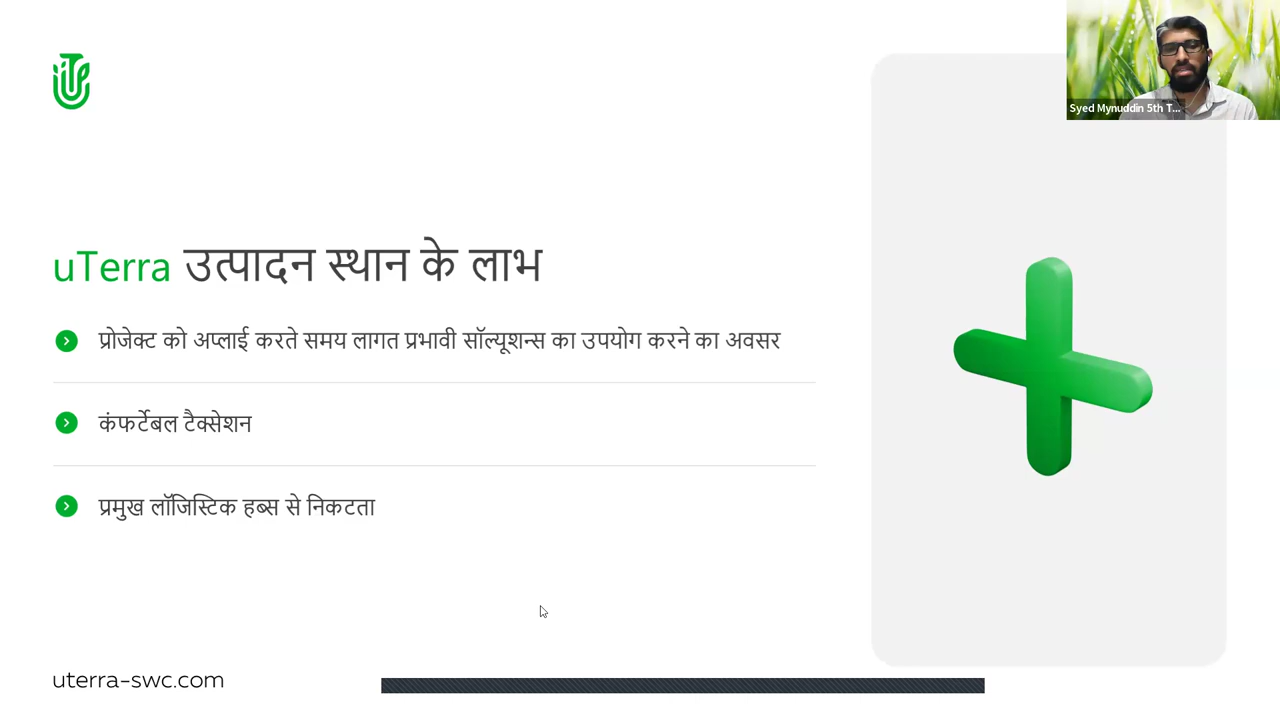 Syed Mynuddin 5th T...
uTerra उत्पादन स्थान के लाभ
प्रोजेक्ट को अप्लाई करते समय लागत प्रभावी सॉल्यूशन्स का उपयोग करने का अवसर
कंफर्टेबल टैक्सेशन
प्रमुख लॉजिस्टिक हब्स से निकटता
uterra-swc.com